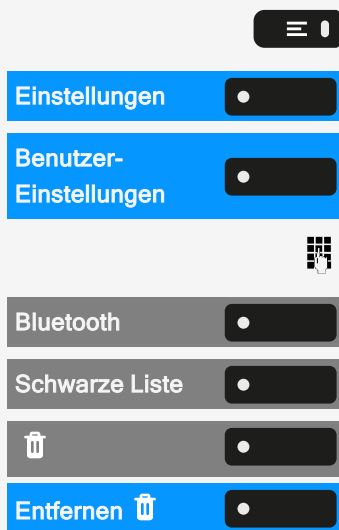 Einstellungen
Benutzer-
Einstellungen
Bluetooth
Schwarze Liste
Entfernen